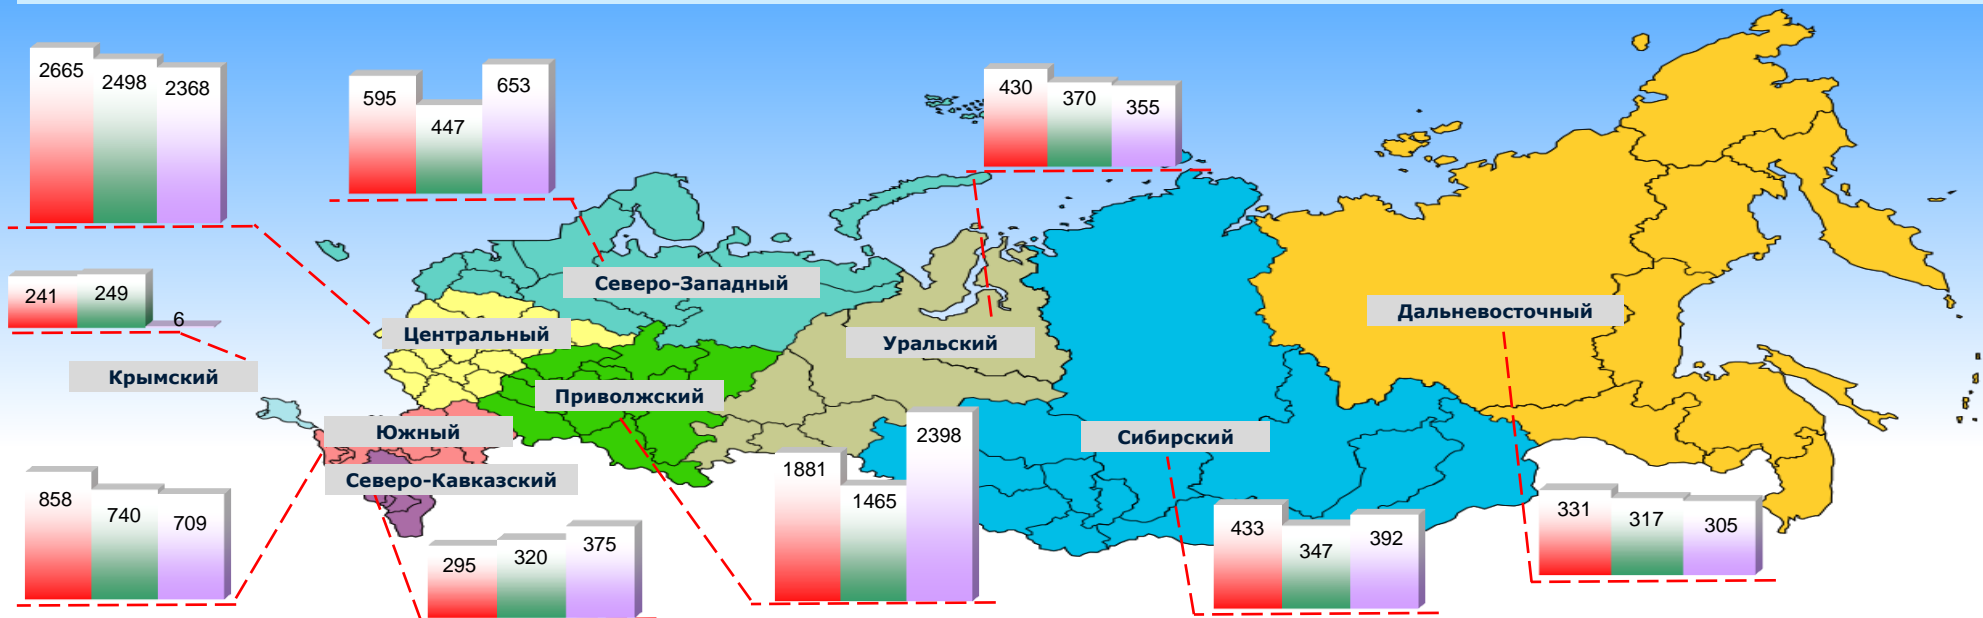 2665 2498 2368
595 447 653
430 370 355
241 249 6
Северо-Западный
Центральный
Уральский
Дальневосточный
Крымский
Приволжский
Южный
Сибирский
Северо-Кавказский
858 740 709
295 320 375
1881 1465 2398
433 347 392
331 317 305